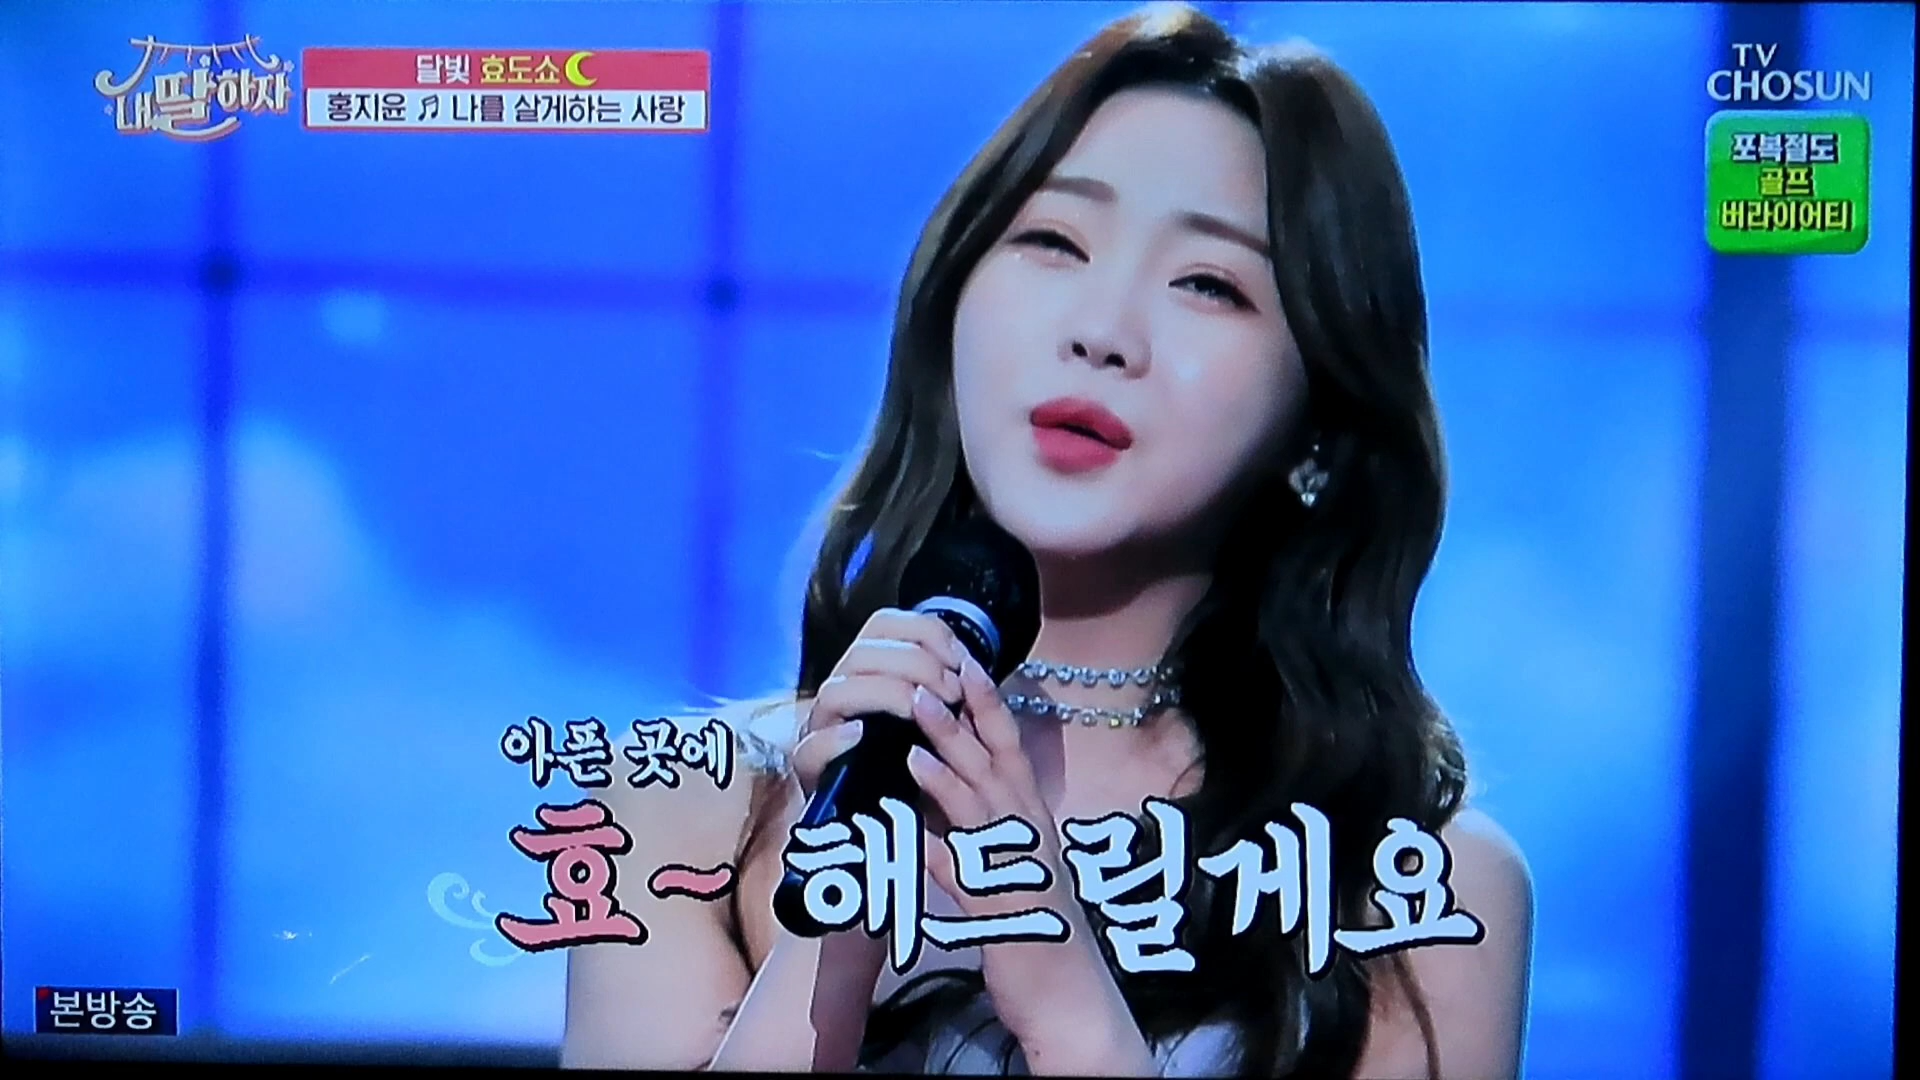 내 딸 하자
달빛 효도쇼
홍지윤 ♬ 나를 살게하는 사랑
TV
CHOSUN
포복절도
골프
버라이어티
아픈 곳에
효~ 해드릴게요
본방송